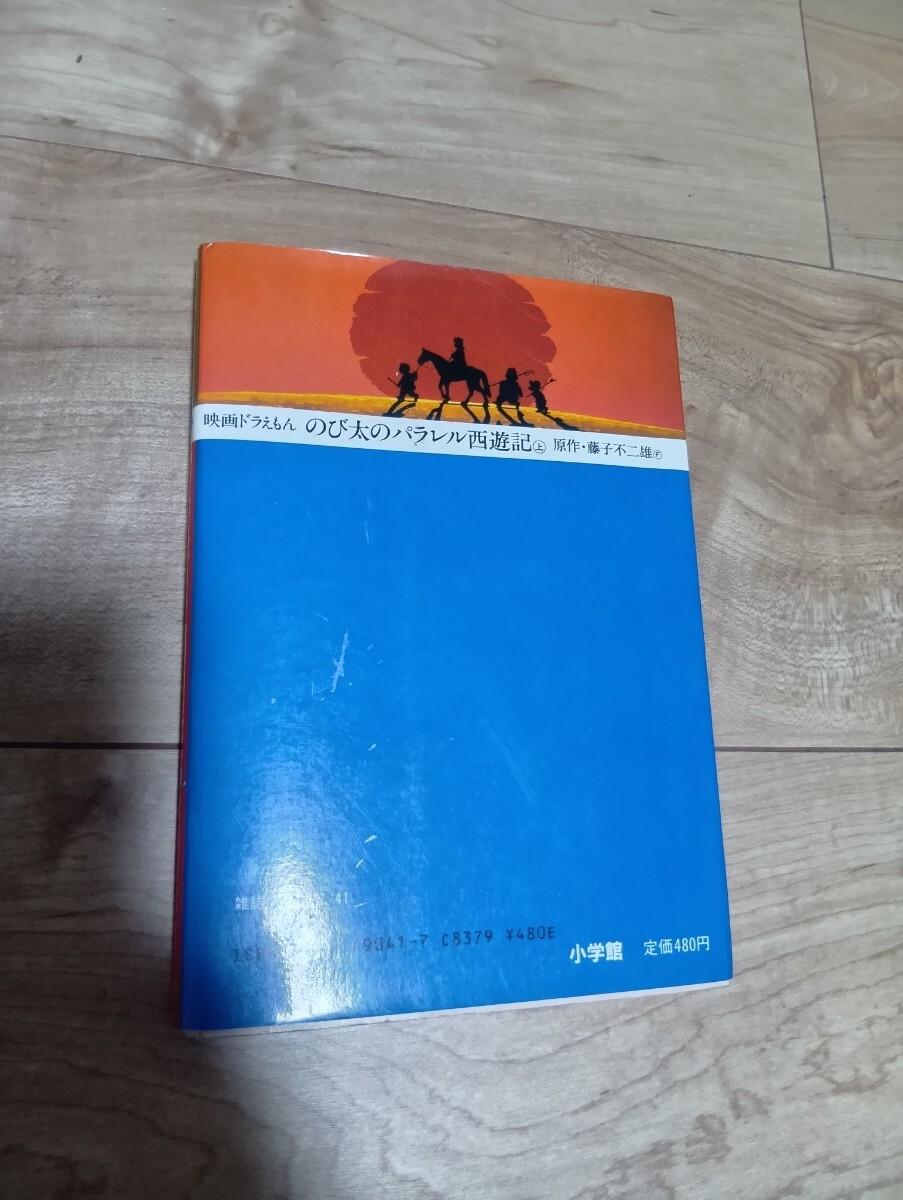 映画ドラえもん のび太のパラレル西遊記上 原作・藤子不二雄Ⓕ
雑誌 41
9041-7 C8379 ¥480E
小学館 定価480円